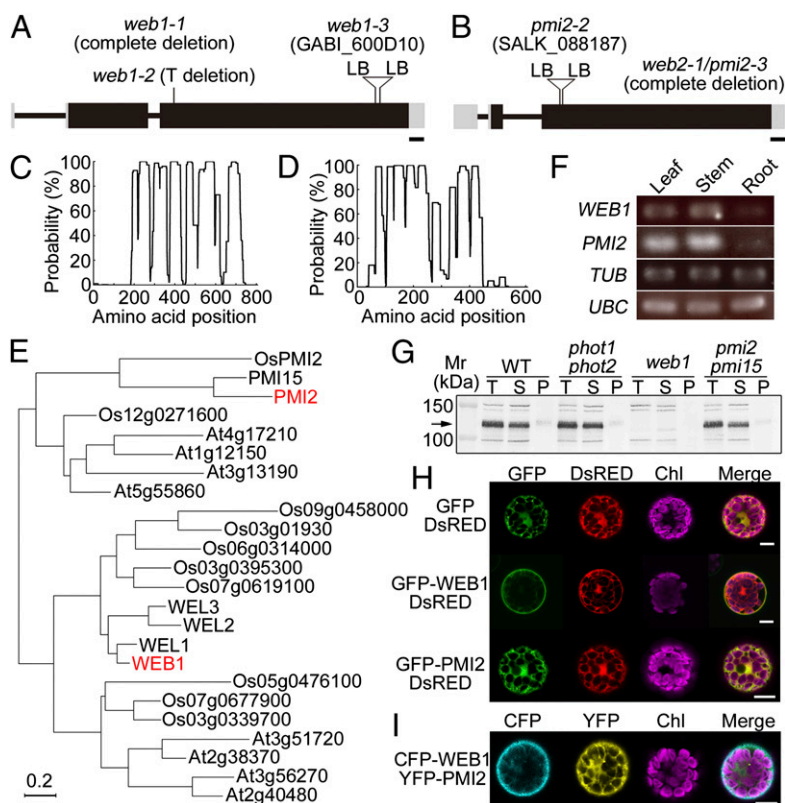 A
web1-1
(complete deletion)
web1-2 (T deletion)
web1-3
(GABI_600D10)
LB LB
B
pmi2-2
(SALK_088187)
LB LB
web2-1/pmi2-3
(complete deletion)
C
Probability (%)
100
80
60
40
20
0
0 200 400 600 800
Amino acid position
D
Probability (%)
100
80
60
40
20
0
0 200 400 600
Amino acid position
F
Leaf Stem Root
WEB1
PMI2
TUB
UBC
E
OsPMI2
PMI15
PMI2
Os12g0271600
At4g17210
At1g12150
At3g13190
At5g55860
Os09g0458000
Os03g01930
Os06g0314000
Os03g0395300
Os07g0619100
WEL3
WEL2
WEL1
WEB1
Os05g0476100
Os07g0677900
Os03g0339700
At3g51720
At2g38370
At3g56270
At2g40480
0.2
G
Mr
(kDa)
WT
phot1
phot2
web1
pmi2
pmi15
T S P T S P T S P T S P
150
100
H
GFP DsRED Chl Merge
GFP
DsRED
GFP-WEB1
DsRED
GFP-PMI2
DsRED
I
CFP YFP Chl Merge
CFP-WEB1
YFP-PMI2